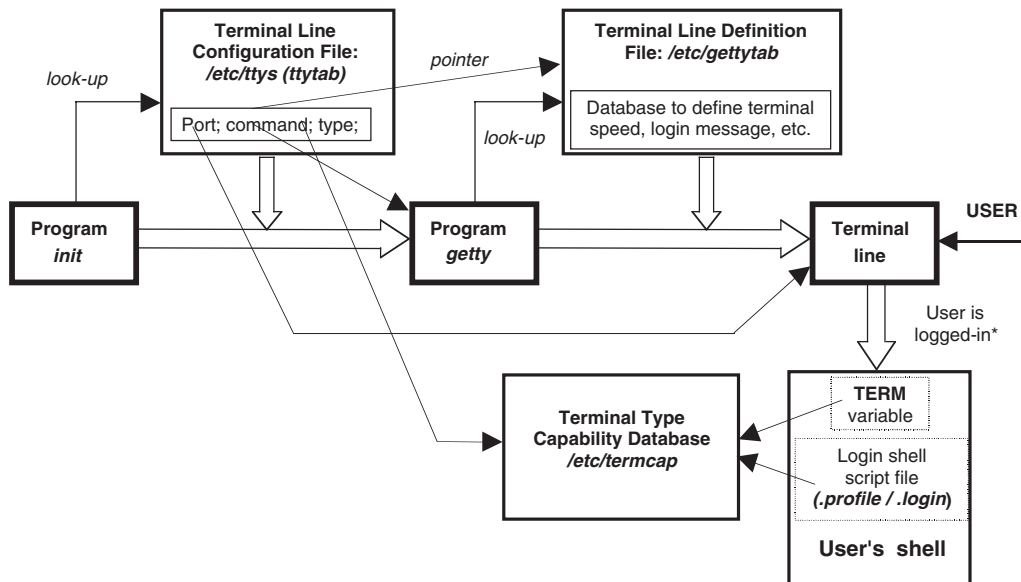 Terminal Line
Configuration File:
/etc/ttys (ttytab)
Port; command; type;
look-up
pointer
Terminal Line Definition
File: /etc/gettytab
Database to define terminal
speed, login message, etc.
look-up
Program
init
Program
getty
Terminal
line
USER
User is
logged-in*
Terminal Type
Capability Database
/etc/termcap
TERM
variable
Login shell
script file
(.profile / .login)
User's shell